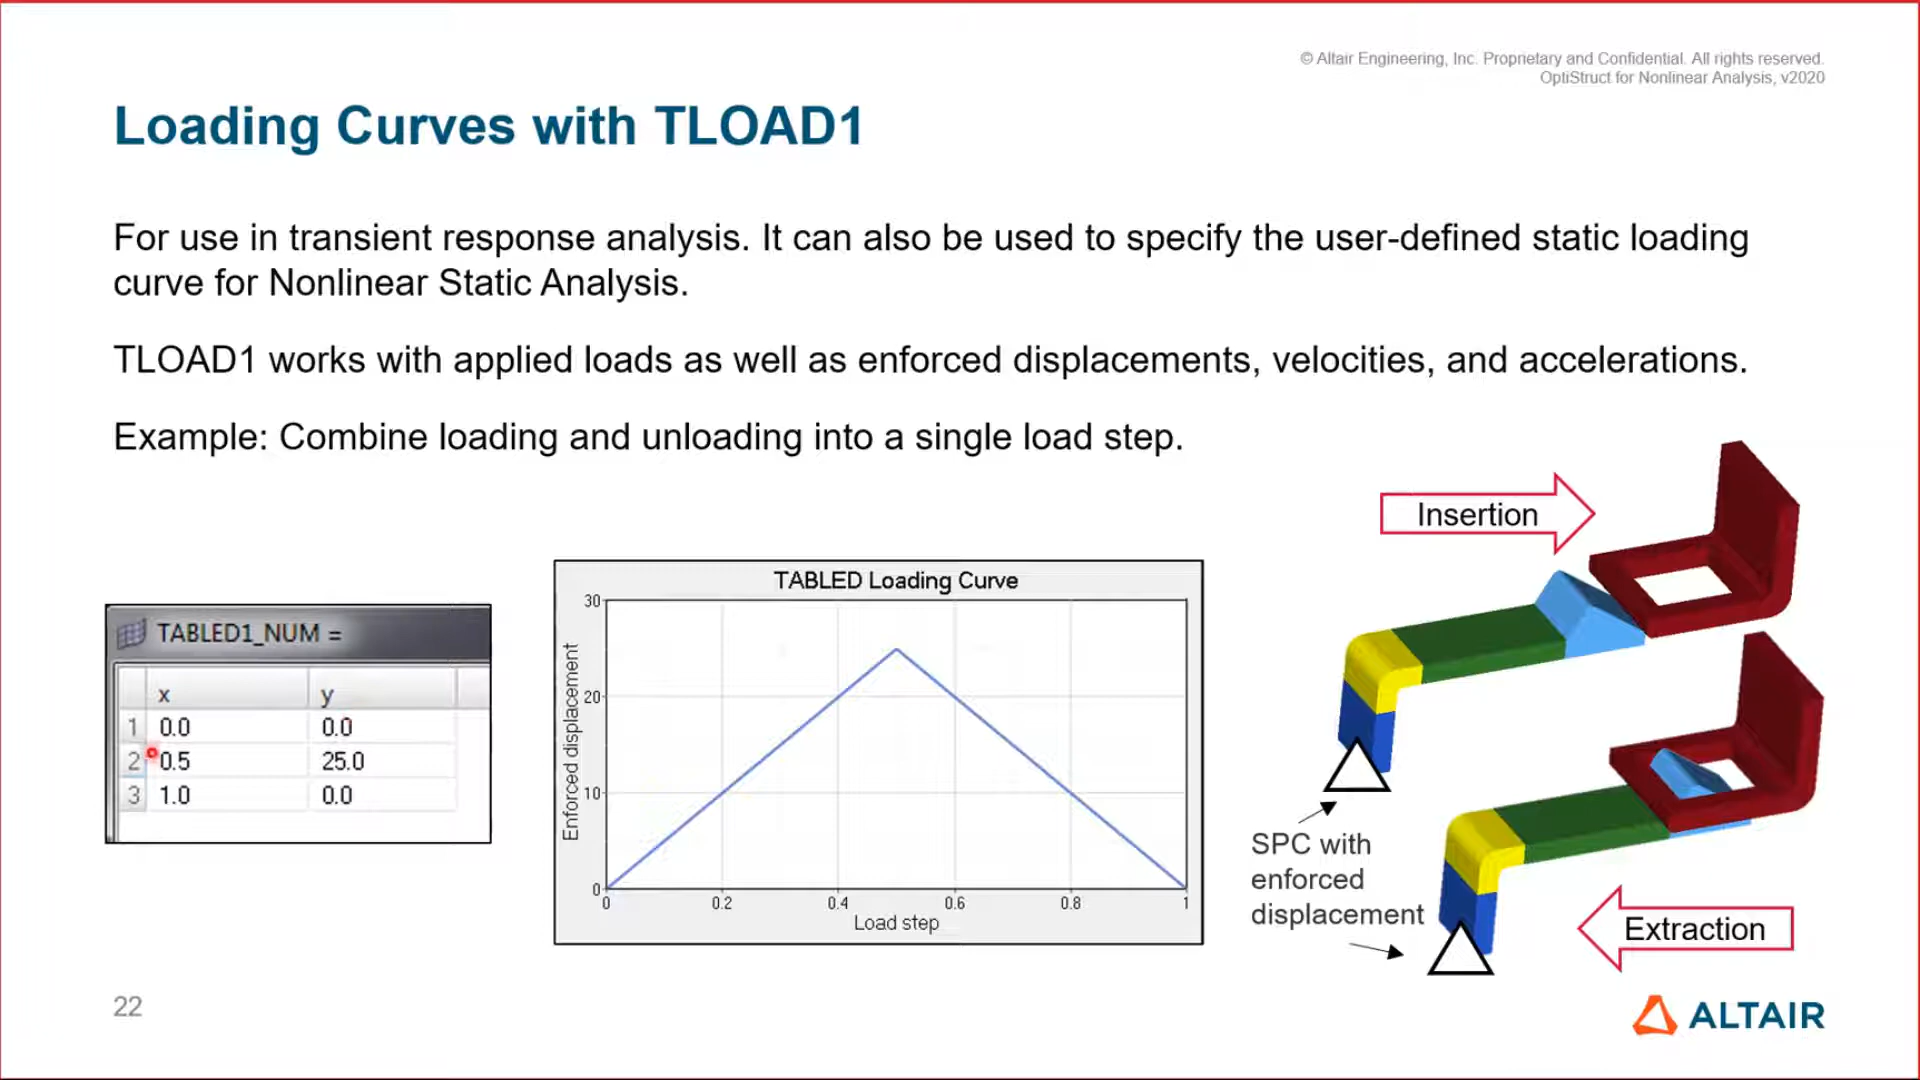 © Altair Engineering, Inc. Proprietary and Confidential. All rights reserved.
OptiStruct for Nonlinear Analysis, v2020
Loading Curves with TLOAD1
For use in transient response analysis. It can also be used to specify the user-defined static loading
curve for Nonlinear Static Analysis.
TLOAD1 works with applied loads as well as enforced displacements, velocities, and accelerations.
Example: Combine loading and unloading into a single load step.
TABLED1_NUM =
x y
1 0.0 0.0
2 0.5 25.0
3 1.0 0.0
TABLED Loading Curve
Enforced displacement
30
20
10
0
0 0.2 0.4 0.6 0.8 1
Load step
Insertion
SPC with
enforced
displacement
Extraction
22
ALTAIR